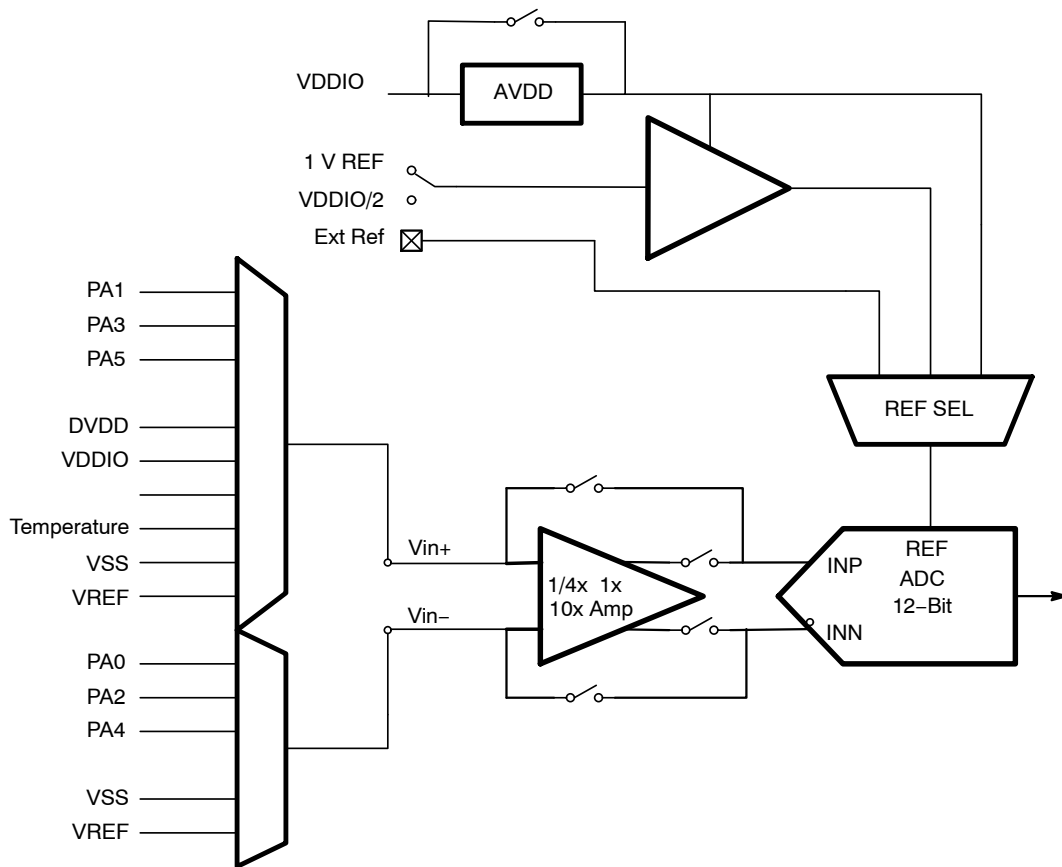 VDDIO
AVDD
1 V REF
VDDIO/2
Ext Ref
PA1
PA3
PA5
DVDD
VDDIO
Temperature
VSS
VREF
PA0
PA2
PA4
VSS
VREF
Vin+
Vin−
1/4x 1x
10x Amp
REF SEL
REF
INP
ADC
12−Bit
INN